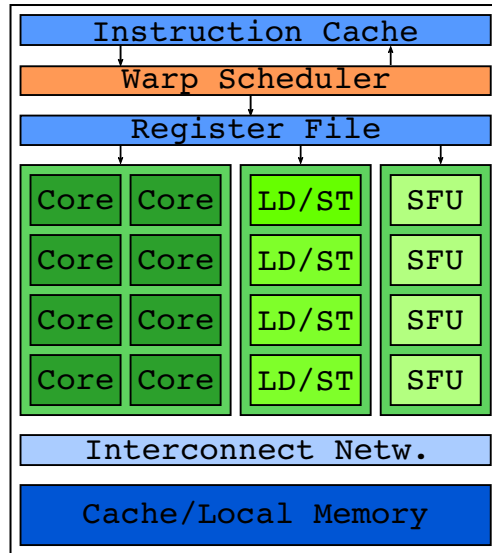 Instruction Cache
Warp Scheduler
Register File
Core Core LD/ST SFU
Core Core LD/ST SFU
Core Core LD/ST SFU
Core Core LD/ST SFU
Interconnect Netw.
Cache/Local Memory